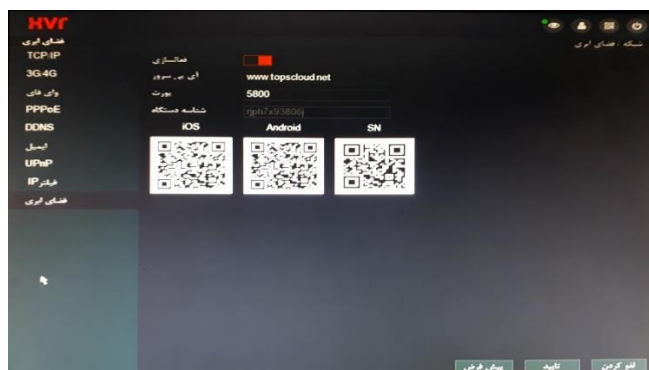 XVR
شبکه / فضای ابری
فضای ابری
TCP\IP
3G\4G
وای فای
PPPoE
DDNS
ایمیل
UPnP
فیلتر IP
فضای ابری
فعالسازی
آی پی سرور
www.topscloud.net
پورت
5800
شناسه دستگاه
rjph7x93806j
iOS
Android
SN
پیش فرض
تایید
لغو کردن